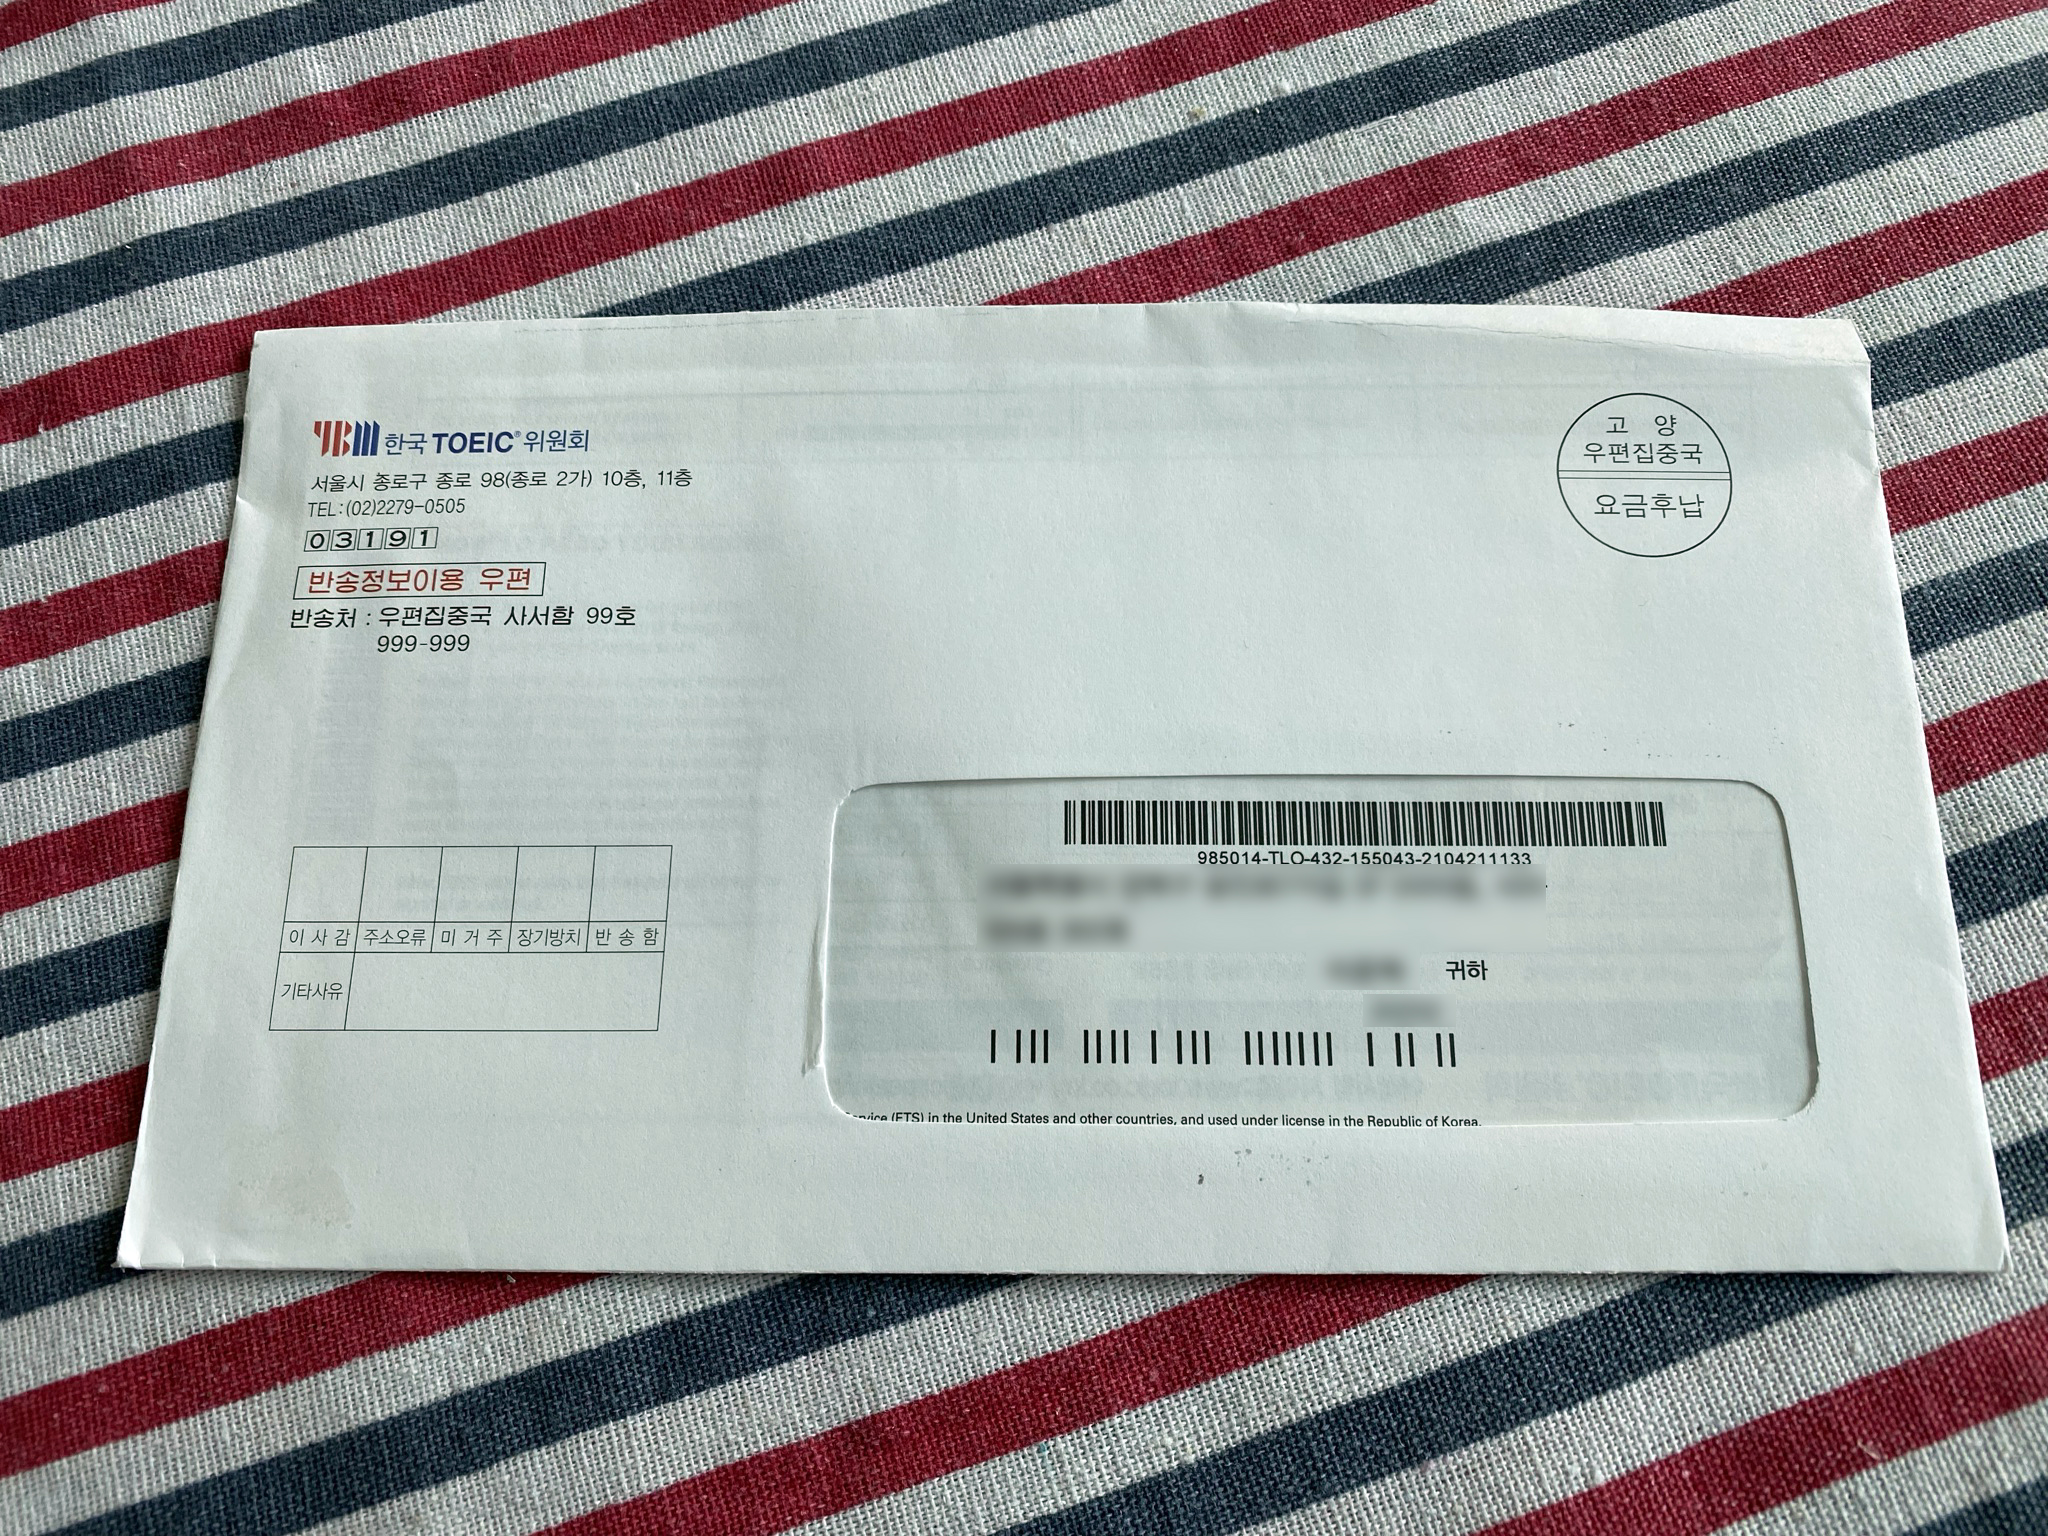 YBM 한국 TOEIC® 위원회
서울시 종로구 종로 98(종로 2가) 10층, 11층
TEL:(02)2279-0505
03191
반송정보이용 우편
반송처 : 우편집중국 사서함 99호
999-999
고 양
우편집중국
요금후납
이 사 감 주소오류 미 거 주 장기방치 반 송 함
기타사유
985014-TLO-432-155043-2104211133
귀하
(ETS) in the United States and other countries, and used under license in the Republic of Korea.